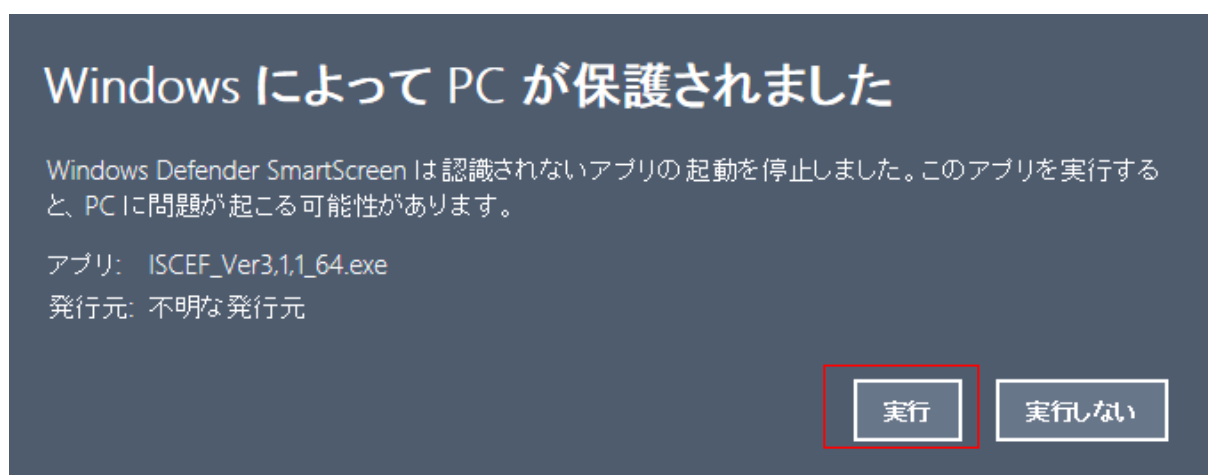 Windows によって PC が保護されました
Windows Defender SmartScreen は認識されないアプリの起動を停止しました。このアプリを実行する
と、PC に問題が起こる可能性があります。
アプリ: ISCEF_Ver3,1,1_64.exe
発行元: 不明な発行元
実行 実行しない